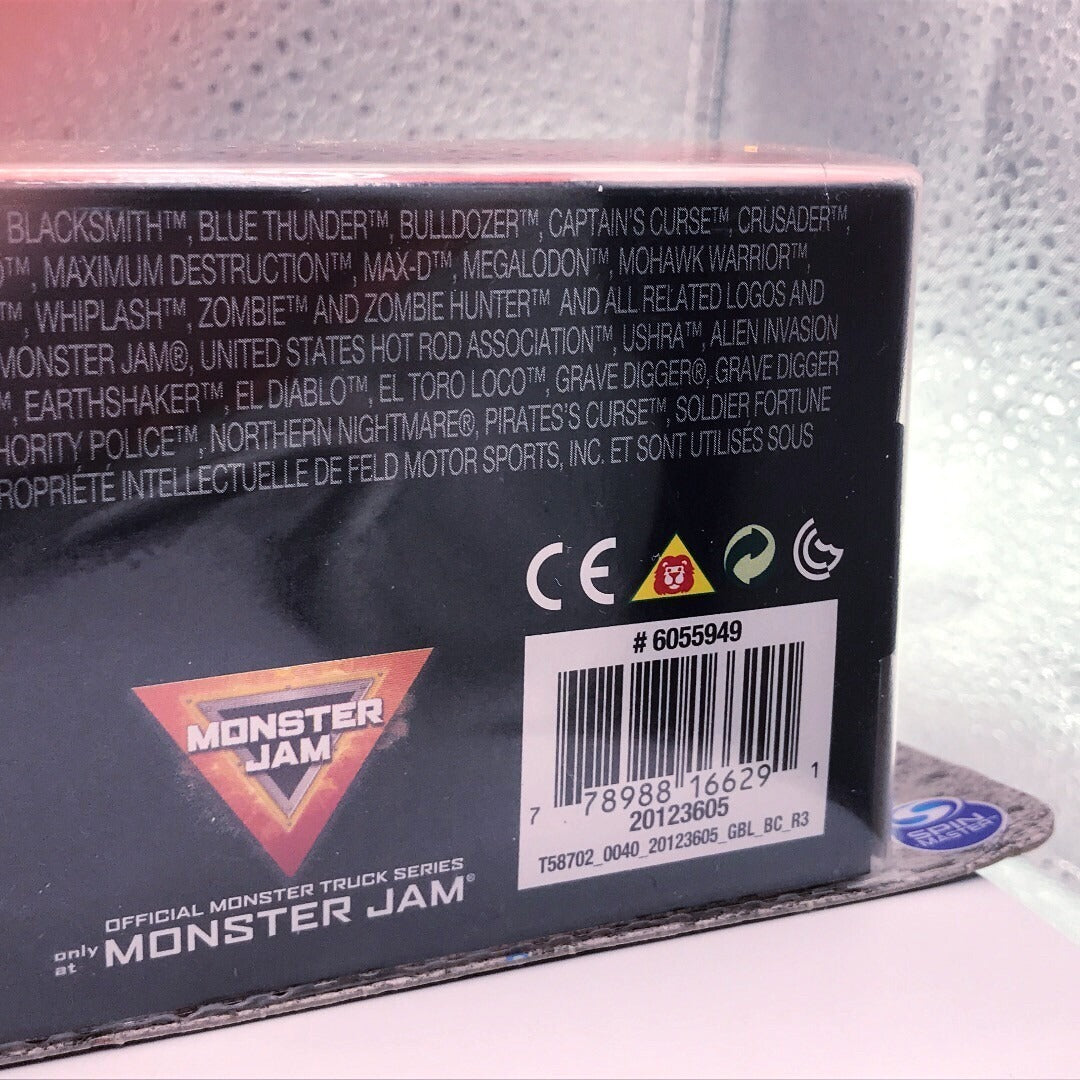 BLACKSMITH™, BLUE THUNDER™, BULLDOZER™, CAPTAIN'S CURSE™, CRUSADER™,
™, MAXIMUM DESTRUCTION™, MAX-D™, MEGALODON™, MOHAWK WARRIOR™,
™, WHIPLASH™, ZOMBIE™ AND ZOMBIE HUNTER™ AND ALL RELATED LOGOS AND
MONSTER JAM®, UNITED STATES HOT ROD ASSOCIATION™, USHRA™, ALIEN INVASION
, EARTHSHAKER™, EL DIABLO™, EL TORO LOCO™, GRAVE DIGGER®, GRAVE DIGGER
HORITY POLICE™, NORTHERN NIGHTMARE®, PIRATES'S CURSE™, SOLDIER FORTUNE
ROPRIÉTÉ INTELLECTUELLE DE FELD MOTOR SPORTS, INC. ET SONT UTILISÉS SOUS
CE
# 6055949
7 78988 16629 1
20123605
T58702_0040_20123605_GBL_BC_R3
MONSTER
JAM
OFFICIAL MONSTER TRUCK SERIES
only at MONSTER JAM®
SPIN
MASTER™